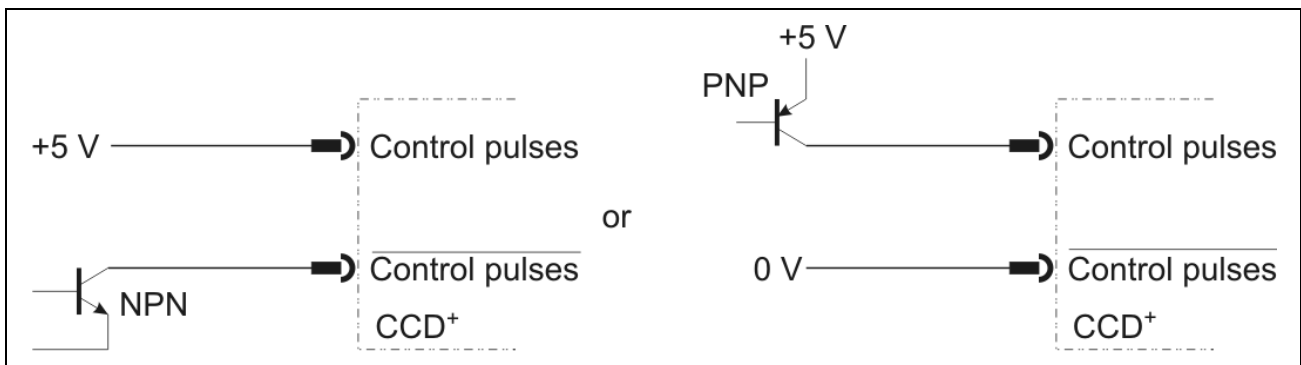 +5 V
PNP
+5 V
Control pulses
Control pulses
or
Control pulses
0 V
Control pulses
NPN
CCD⁺
CCD⁺